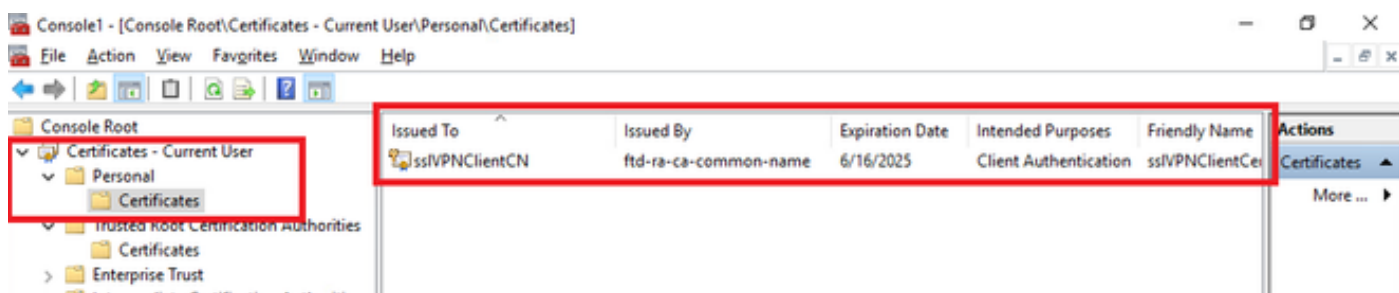 Console1 - [Console Root\Certificates - Current User\Personal\Certificates]
File Action View Favorites Window Help
Console Root
Certificates - Current User
Personal
Certificates
Trusted Root Certification Authorities
Certificates
Enterprise Trust
Issued To Issued By Expiration Date Intended Purposes Friendly Name
sslVPNClientCN ftd-ra-ca-common-name 6/16/2025 Client Authentication sslVPNClientCer
Actions
Certificates
More ...